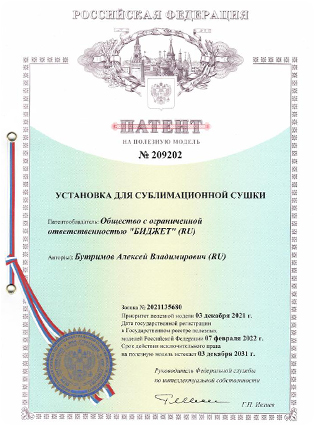 РОССИЙСКАЯ ФЕДЕРАЦИЯ
ПАТЕНТ
НА ПОЛЕЗНУЮ МОДЕЛЬ
№ 209202
УСТАНОВКА ДЛЯ СУБЛИМАЦИОННОЙ СУШКИ
Патентообладатель: Общество с ограниченной
ответственностью "БИДЖЕТ" (RU)
Автор(ы): Бутримов Алексей Владимирович (RU)
Заявка № 2021135680
Приоритет полезной модели 03 декабря 2021 г.
Дата государственной регистрации
в Государственном реестре полезных
моделей Российской Федерации 07 февраля 2022 г.
Срок действия исключительного права
на полезную модель истекает 03 декабря 2031 г.
Руководитель Федеральной службы
по интеллектуальной собственности
Г.П. Ивлиев